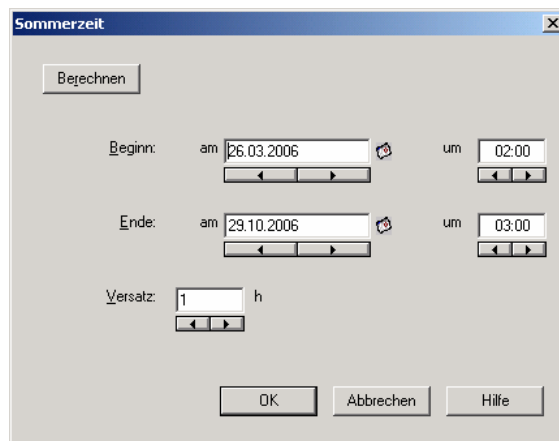 Sommerzeit
Berechnen
Beginn: am 26.03.2006 um 02:00
Ende: am 29.10.2006 um 03:00
Versatz: 1 h
OK Abbrechen Hilfe